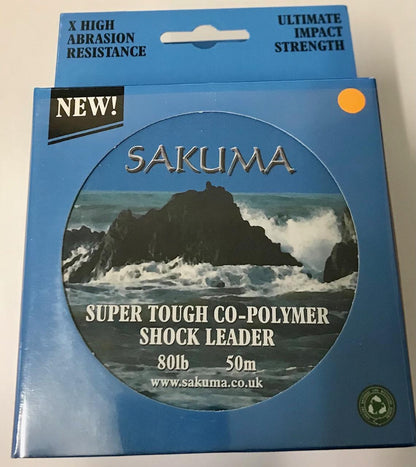 X HIGH
ABRASION
RESISTANCE
ULTIMATE
IMPACT
STRENGTH
NEW!
SAKUMA
SUPER TOUGH CO-POLYMER
SHOCK LEADER
80lb 50m
www.sakuma.co.uk